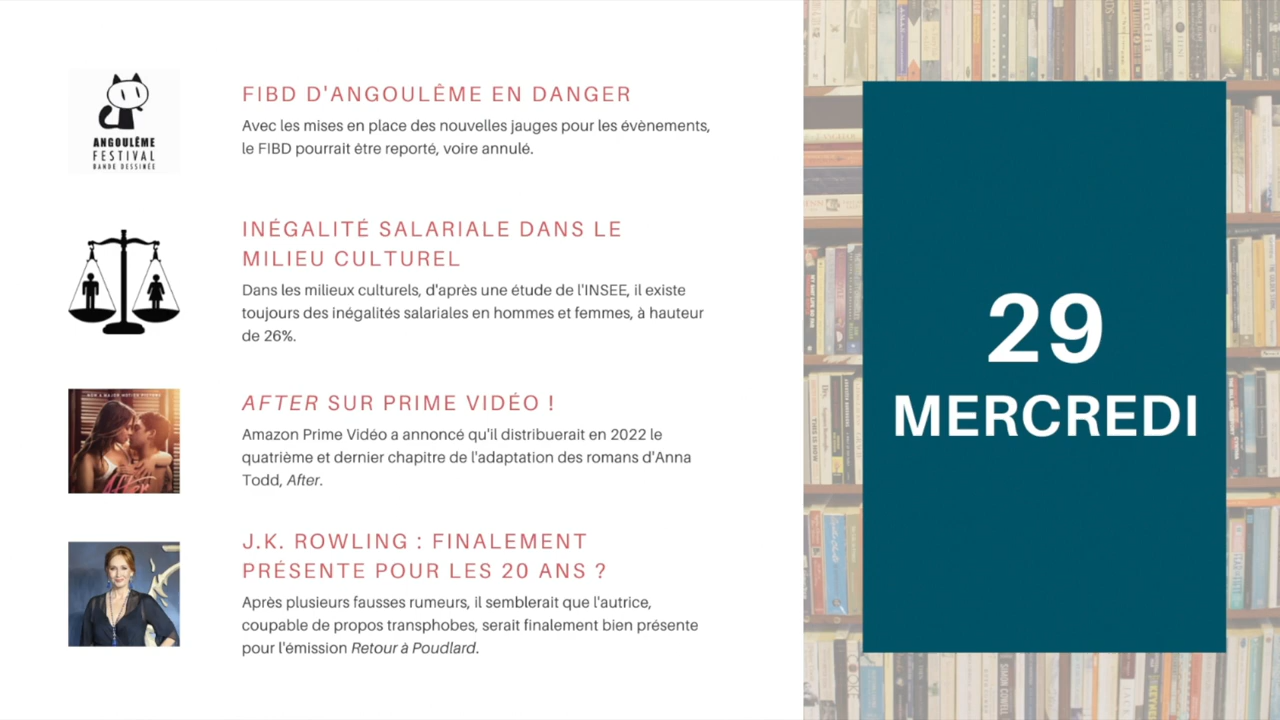 ANGOULÊME
FESTIVAL
BANDE DESSINÉE
FIBD D'ANGOULÊME EN DANGER
Avec les mises en place des nouvelles jauges pour les évènements,
le FIBD pourrait être reporté, voire annulé.
INÉGALITÉ SALARIALE DANS LE
MILIEU CULTUREL
Dans les milieux culturels, d'après une étude de l'INSEE, il existe
toujours des inégalités salariales en hommes et femmes, à hauteur
de 26%.
After
AFTER SUR PRIME VIDÉO !
Amazon Prime Vidéo a annoncé qu'il distribuerait en 2022 le
quatrième et dernier chapitre de l'adaptation des romans d'Anna
Todd, After.
J.K. ROWLING : FINALEMENT
PRÉSENTE POUR LES 20 ANS ?
Après plusieurs fausses rumeurs, il semblerait que l'autrice,
coupable de propos transphobes, serait finalement bien présente
pour l'émission Retour à Poudlard.
29
MERCREDI